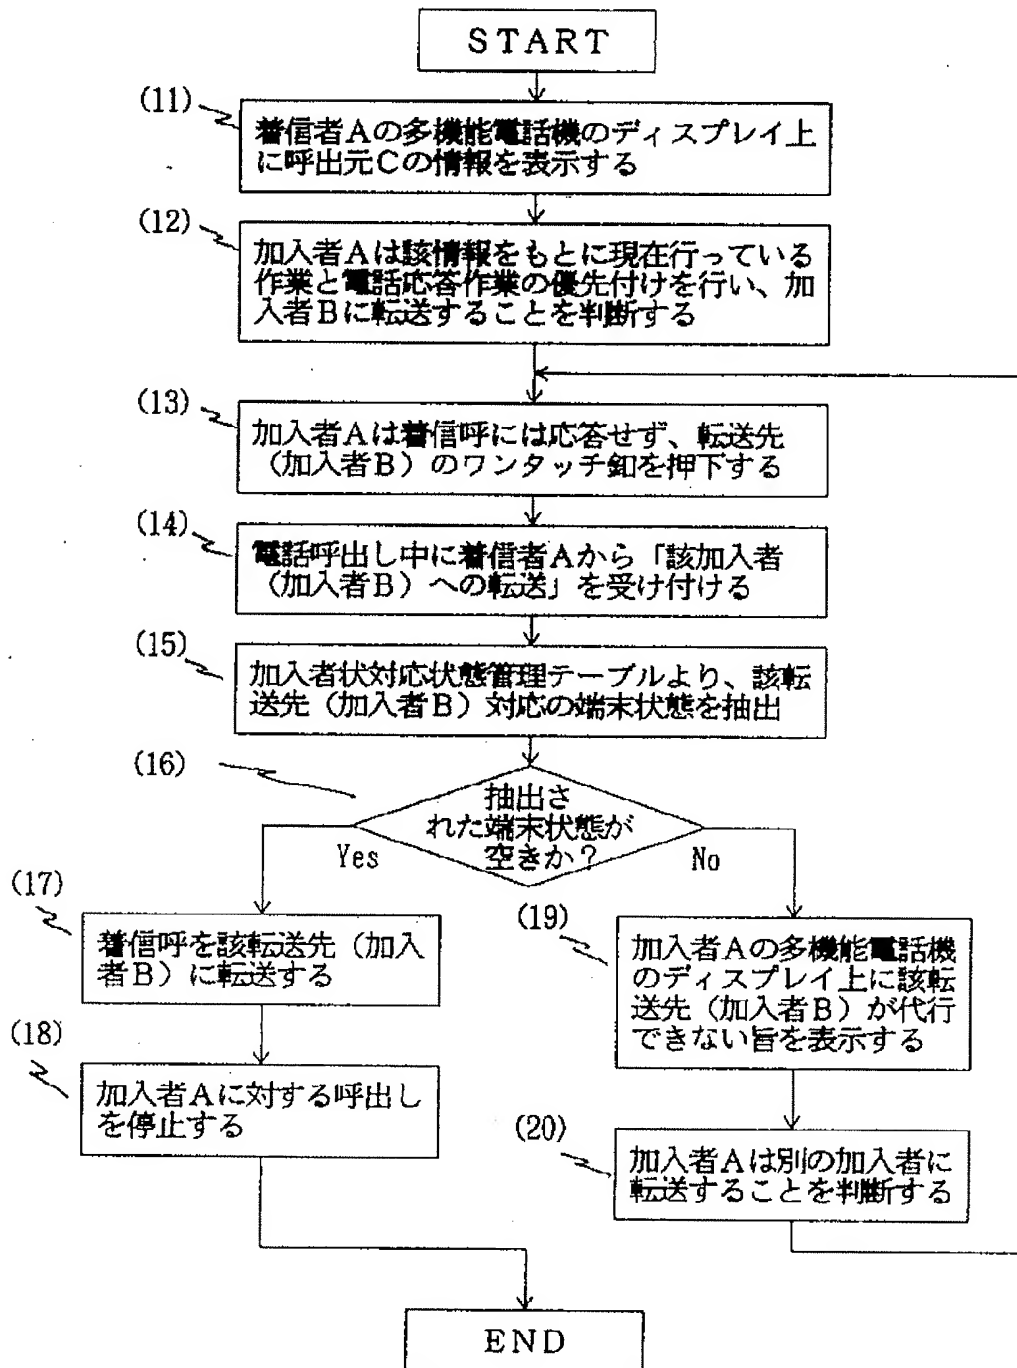 START
(11)
着信者Aの多機能電話機のディスプレイ上
に呼出元Cの情報を表示する
(12)
加入者Aは該情報をもとに現在行っている
作業と電話応答作業の優先付けを行い、加
入者Bに転送することを判断する
(13)
加入者Aは着信呼には応答せず、転送先
(加入者B)のワンタッチ釦を押下する
(14)
電話呼出し中に着信者Aから「該加入者
(加入者B)への転送」を受け付ける
(15)
加入者状対応状態管理テーブルより、該転
送先(加入者B)対応の端末状態を抽出
(16)
抽出さ
れた端末状態が
空きか?
Yes
No
(17)
着信呼を該転送先(加入
者B)に転送する
(18)
加入者Aに対する呼出し
を停止する
(19)
加入者Aの多機能電話機
のディスプレイ上に該転
送先(加入者B)が代行
できない旨を表示する
(20)
加入者Aは別の加入者に
転送することを判断する
END